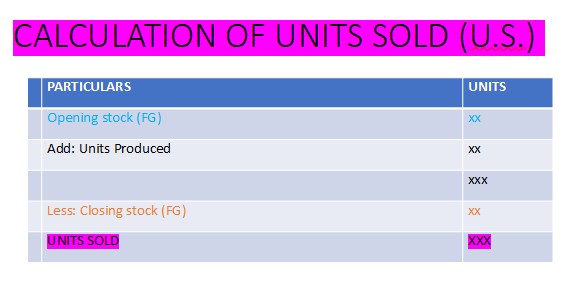 CALCULATION OF UNITS SOLD (U.S.)
PARTICULARS UNITS
Opening stock (FG) xx
Add: Units Produced xx
xxx
Less: Closing stock (FG) xx
UNITS SOLD XXX